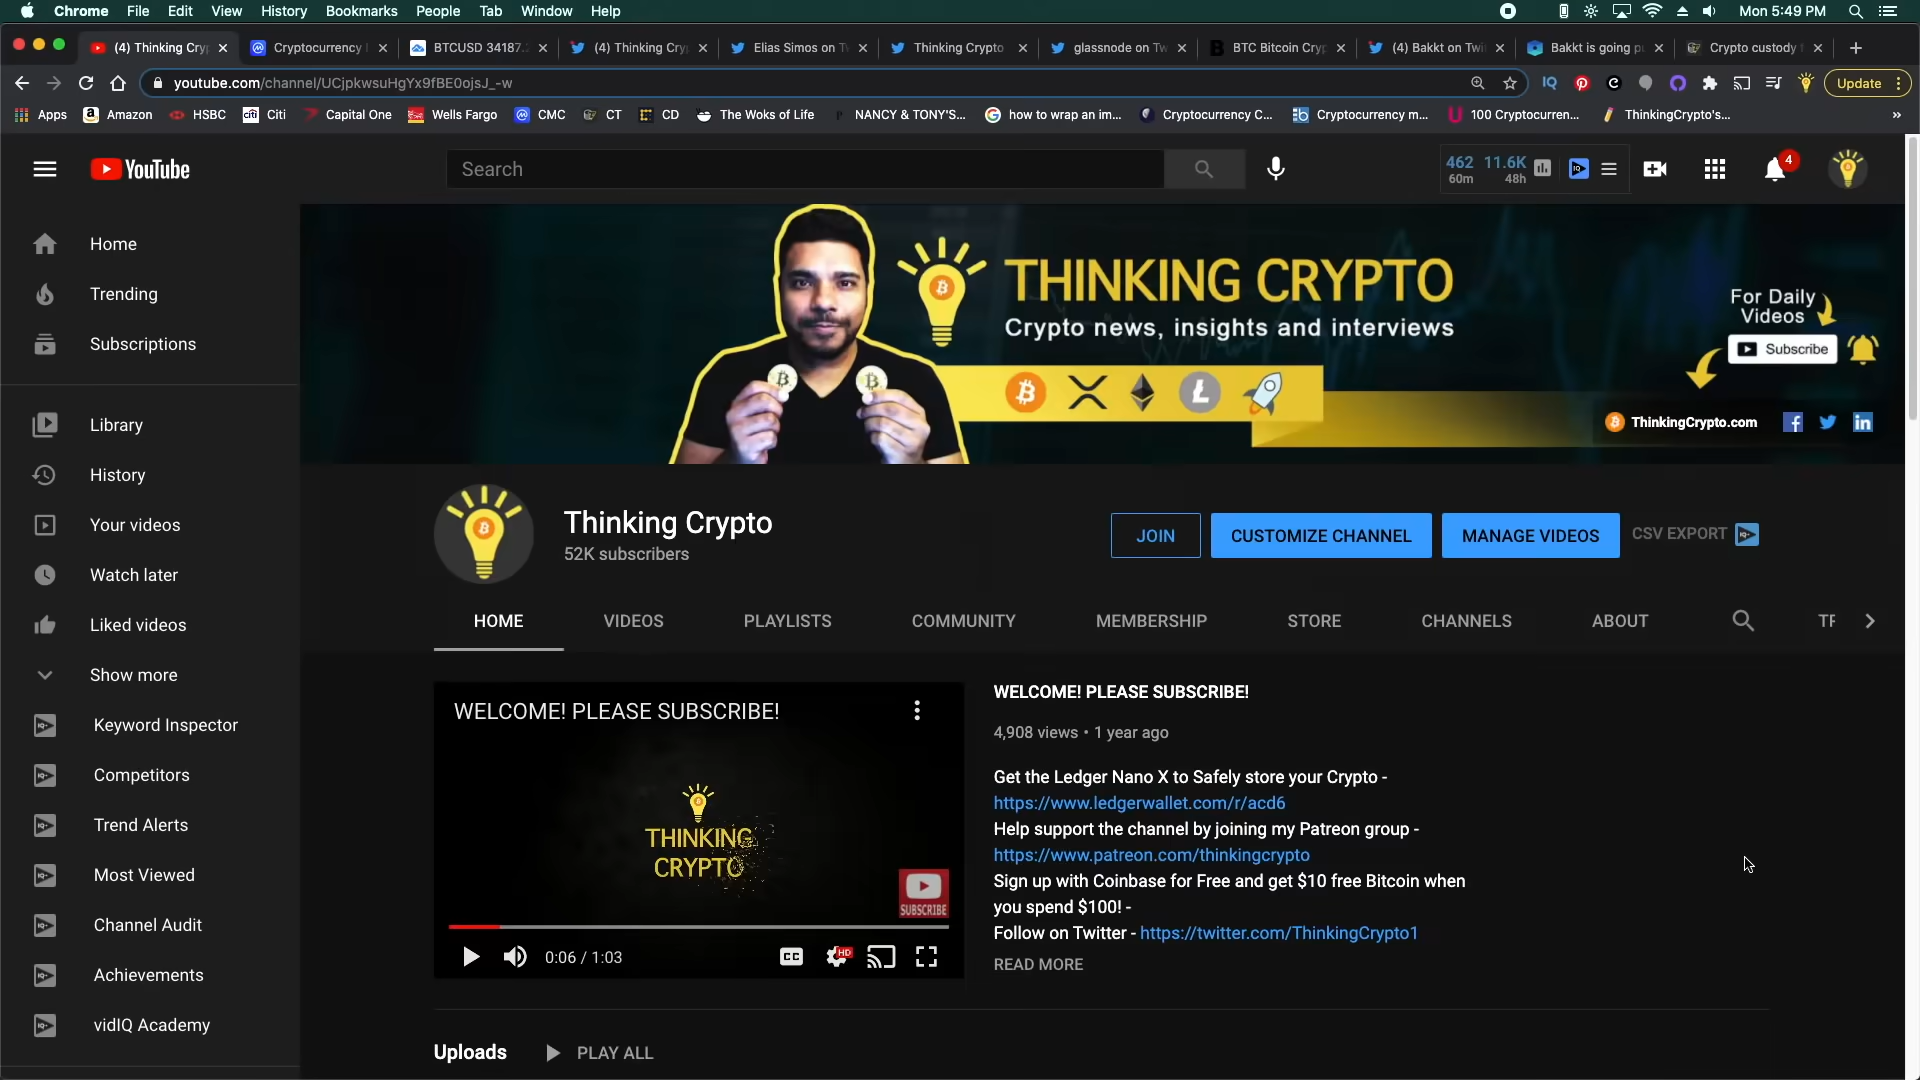 Chrome File Edit View History Bookmarks People Tab Window Help
Mon 5:49 PM
(4) Thinking Cry
Cryptocurrency
BTCUSD 34187.
(4) Thinking Cry
Elias Simos on T
Thinking Crypto
glassnode on Tw
BTC Bitcoin Cryp
(4) Bakkt on Twi
Bakkt is going p
Crypto custody f
youtube.com/channel/UCjpkwsuHgYx9fBE0ojsJ_-w
Update
Apps
Amazon
HSBC
Citi
Capital One
Wells Fargo
CMC
CT
CD
The Woks of Life
NANCY & TONY'S...
how to wrap an im...
Cryptocurrency C...
Cryptocurrency m...
100 Cryptocurren...
ThinkingCrypto's...
YouTube
Search
462 11.6K
60m 48h
4
Home
Trending
Subscriptions
Library
History
Your videos
Watch later
Liked videos
Show more
Keyword Inspector
Competitors
Trend Alerts
Most Viewed
Channel Audit
Achievements
vidIQ Academy
THINKING CRYPTO
Crypto news, insights and interviews
For Daily
Videos
Subscribe
ThinkingCrypto.com
Thinking Crypto
52K subscribers
JOIN
CUSTOMIZE CHANNEL
MANAGE VIDEOS
CSV EXPORT
HOME
VIDEOS
PLAYLISTS
COMMUNITY
MEMBERSHIP
STORE
CHANNELS
ABOUT
WELCOME! PLEASE SUBSCRIBE!
THINKING
CRYPTO
SUBSCRIBE
0:06 / 1:03
CC
HD
WELCOME! PLEASE SUBSCRIBE!
4,908 views • 1 year ago
Get the Ledger Nano X to Safely store your Crypto -
https://www.ledgerwallet.com/r/acd6
Help support the channel by joining my Patreon group -
https://www.patreon.com/thinkingcrypto
Sign up with Coinbase for Free and get $10 free Bitcoin when
you spend $100! -
Follow on Twitter - https://twitter.com/ThinkingCrypto1
READ MORE
Uploads
PLAY ALL